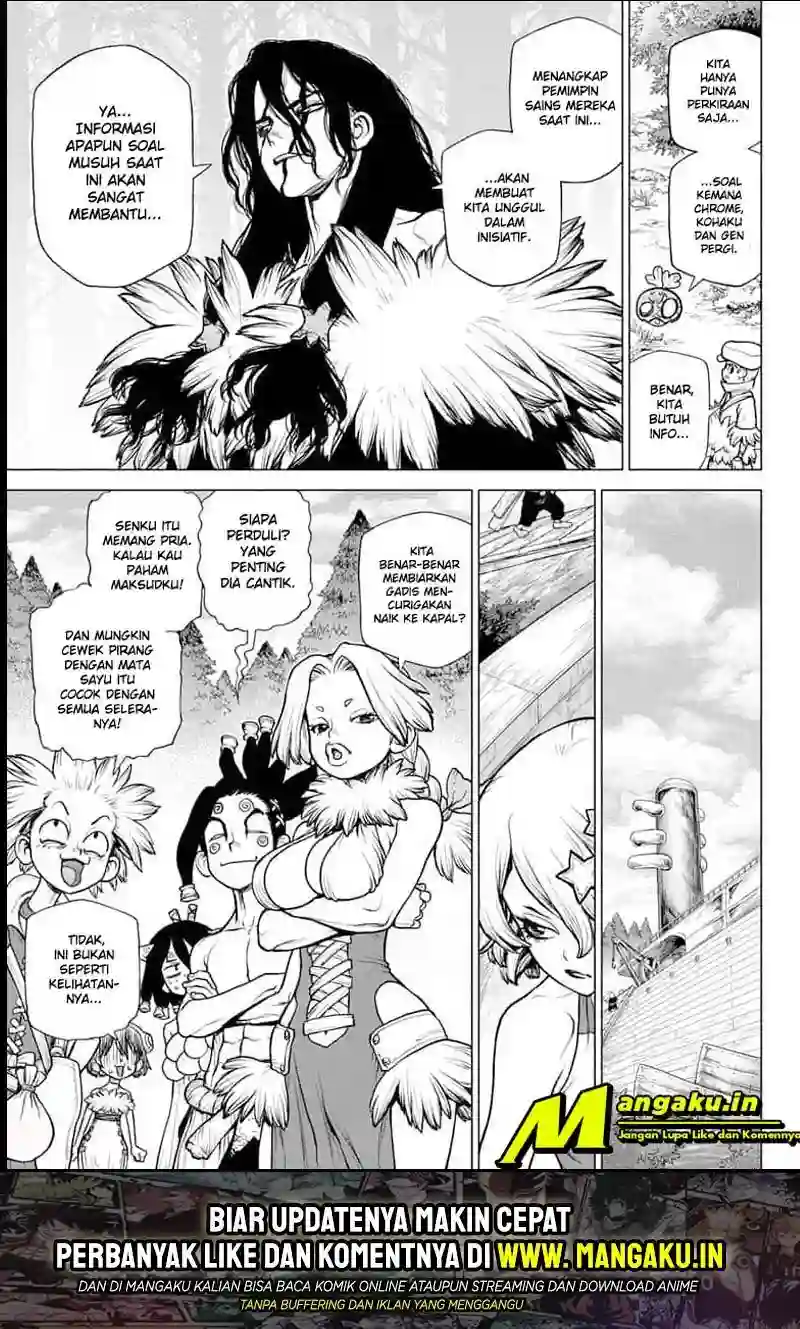 KITA
HANYA
PUNYA
PERKIRAAN
SAJA...
...SOAL
KEMANA
CHROME,
KOHAKU
DAN GEN
PERGI.
BENAR,
KITA
BUTUH
INFO...
MENANGKAP
PEMIMPIN
SAINS MEREKA
SAAT INI...
...AKAN
MEMBUAT
KITA UNGGUL
DALAM
INISIATIF.
YA...
INFORMASI
APAPUN SOAL
MUSUH SAAT
INI AKAN
SANGAT
MEMBANTU...
KITA
BENAR-BENAR
MEMBIARKAN
GADIS MEN-
CURIGAKAN
NAIK KE KAPAL?
SIAPA
PERDULI?
YANG
PENTING
DIA CANTIK.
SENKU ITU
MEMANG PRIA.
KALAU KAU
PAHAM
MAKSUDKU!
DAN MUNGKIN
CEWEK PIRANG
DENGAN MATA
SAYU ITU
COCOK DENGAN
SEMUA SELERA-
NYA!
TIDAK,
INI BUKAN
SEPERTI
KELIHATAN-
NYA...
Mangaku.in
Jangan Lupa Like dan Komennya
BIAR UPDATENYA MAKIN CEPAT
PERBANYAK LIKE DAN KOMENTNYA DI WWW. MANGAKU.IN
DAN DI MANGAKU KALIAN BISA BACA KOMIK ONLINE ATAUPUN STREAMING DAN DOWNLOAD ANIME
TANPA BUFFERING DAN IKLAN YANG MENGGANGU